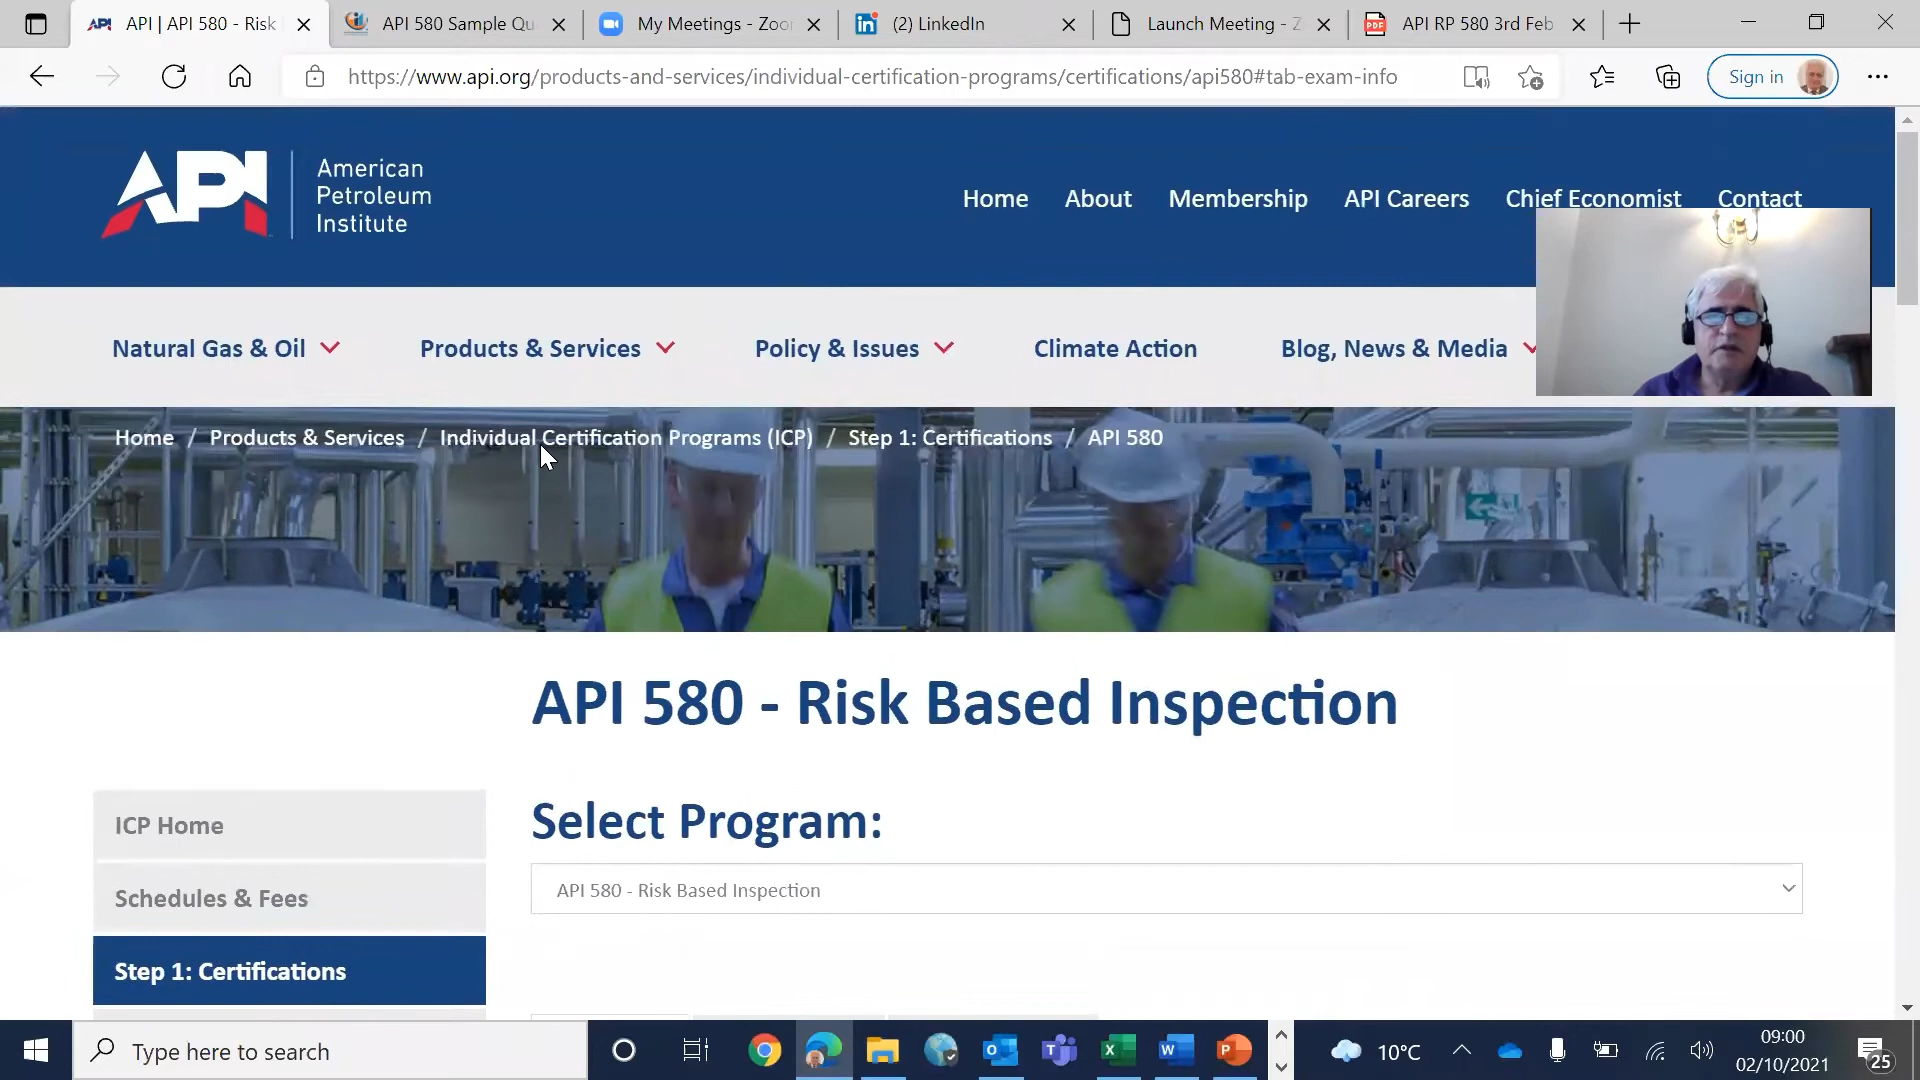 API | API 580 - Risk
API 580 Sample Qu
My Meetings - Zoo
(2) LinkedIn
Launch Meeting - Z
API RP 580 3rd Feb
https://www.api.org/products-and-services/individual-certification-programs/certifications/api580#tab-exam-info
Sign in
API
American
Petroleum
Institute
Home About Membership API Careers Chief Economist Contact
Natural Gas & Oil Products & Services Policy & Issues Climate Action Blog, News & Media
Home / Products & Services / Individual Certification Programs (ICP) / Step 1: Certifications / API 580
API 580 - Risk Based Inspection
Select Program:
API 580 - Risk Based Inspection
ICP Home
Schedules & Fees
Step 1: Certifications
Type here to search
10°C
09:00
02/10/2021
25